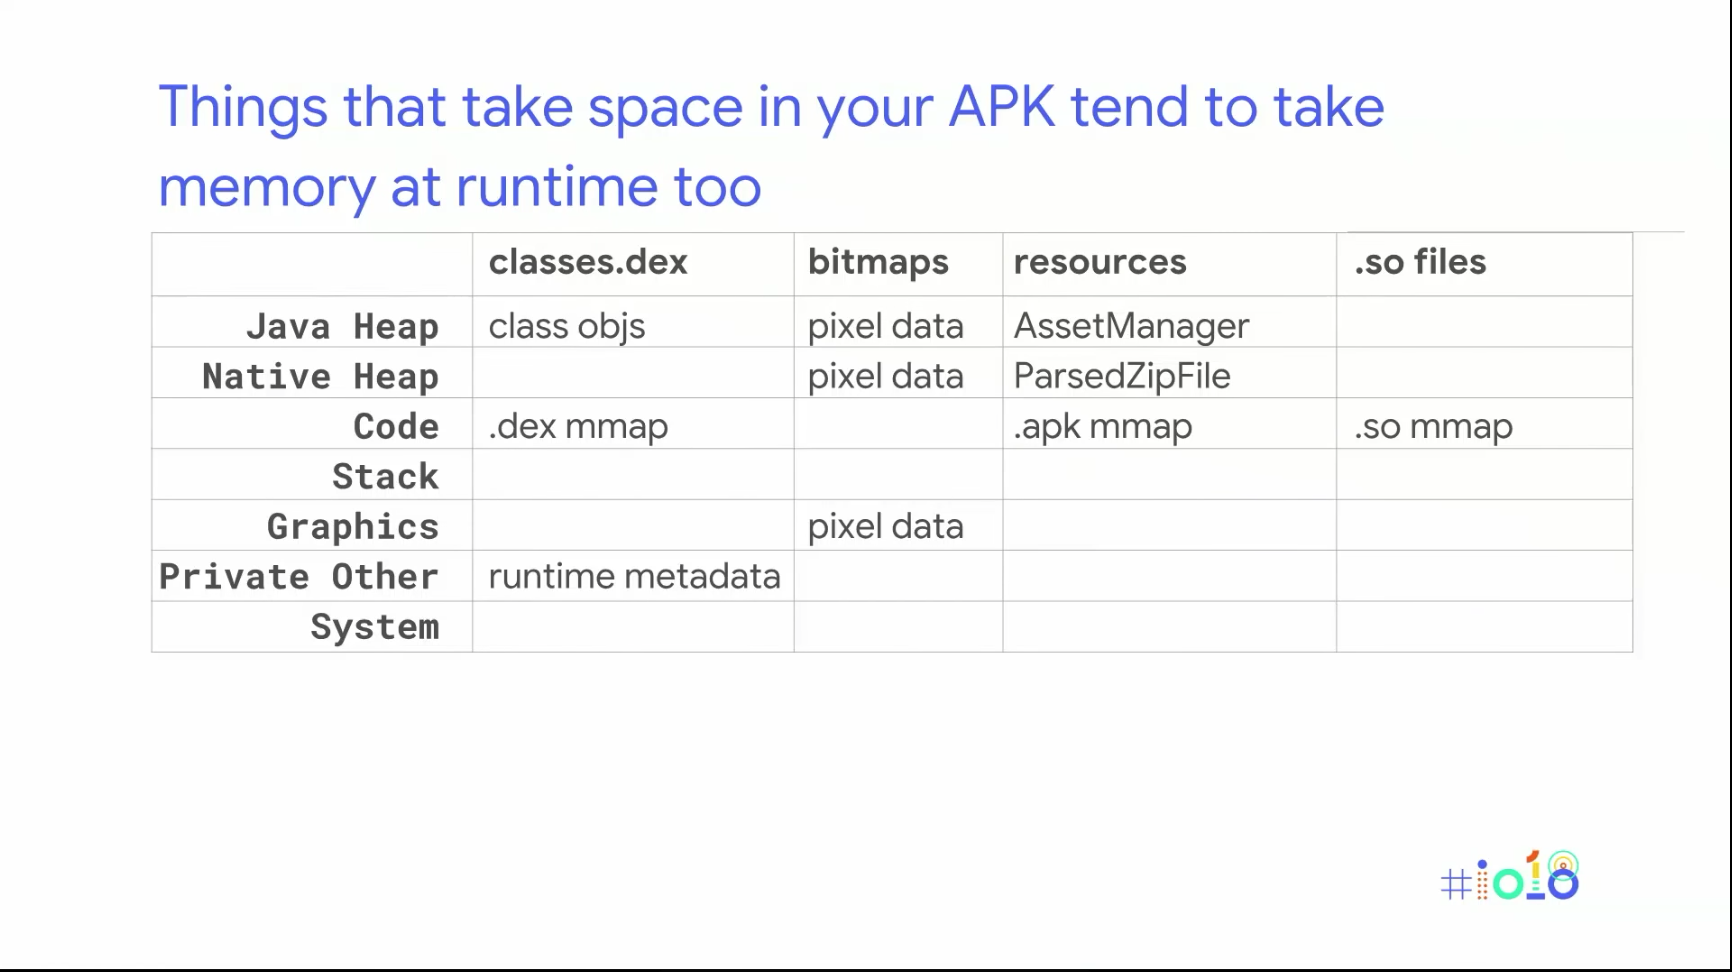 Things that take space in your APK tend to take
memory at runtime too
classes.dex bitmaps resources .so files
Java Heap class objs pixel data AssetManager
Native Heap pixel data ParsedZipFile
Code .dex mmap .apk mmap .so mmap
Stack
Graphics pixel data
Private Other runtime metadata
System
#io18